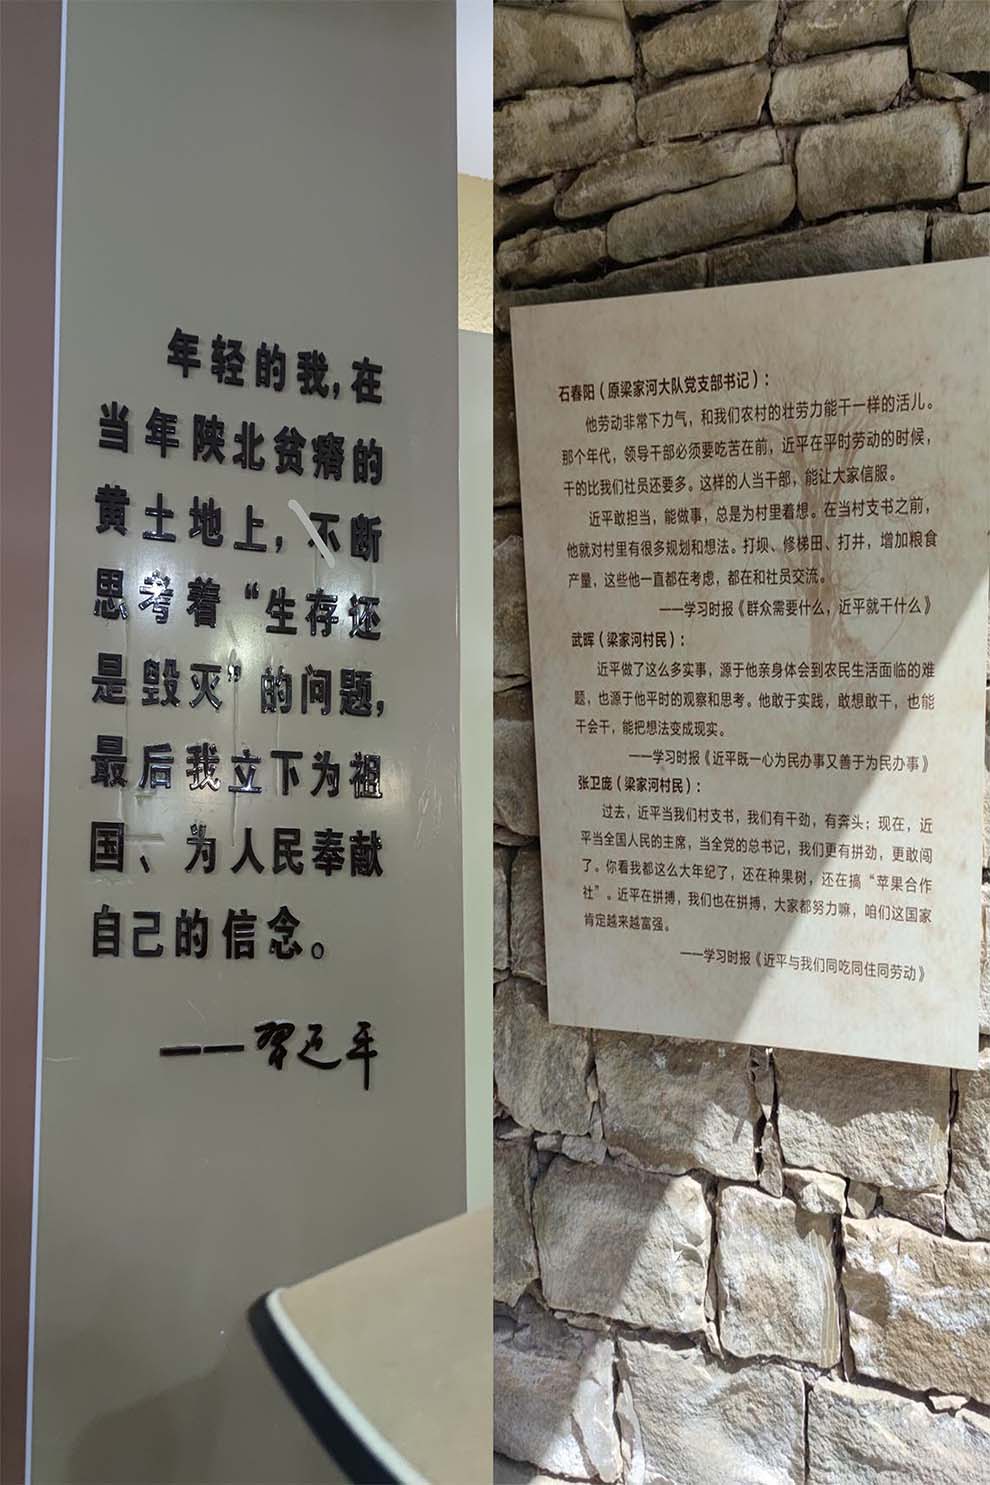 年轻的我，在
当年陕北贫瘠的
黄土地上，不断
思考着“生存还
是毁灭”的问题，
最后我立下为祖
国、为人民奉献
自己的信念。
——习近平
石春阳（原梁家河大队党支部书记）：
他劳动非常下力气，和我们农村的壮劳力能干一样的活儿。
那个年代，领导干部必须要吃苦在前，近平在平时劳动的时候，
干的比我们社员还要多。这样的人当干部，能让大家信服。
近平敢担当，能做事，总是为村里着想。在当村支书之前，
他就对村里有很多规划和想法。打坝、修梯田、打井，增加粮食
产量，这些他一直都在考虑，都在和社员交流。
——学习时报《群众需要什么，近平就干什么》
武晖（梁家河村民）：
近平做了这么多实事，源于他亲身体会到农民生活面临的难
题，也源于他平时的观察和思考。他敢于实践，敢想敢干，也能
干会干，能把想法变成现实。
——学习时报《近平既一心为民办事又善于为民办事》
张卫庞（梁家河村民）：
过去，近平当我们村支书，我们有干劲，有奔头；现在，近
平当全国人民的主席，当全党的总书记，我们更有拼劲，更敢闯
了。你看我都这么大年纪了，还在种果树，还在搞“苹果合作
社”。近平在拼搏，我们也在拼搏，大家都努力嘛，咱们这国家
肯定越来越富强。
——学习时报《近平与我们同吃同住同劳动》